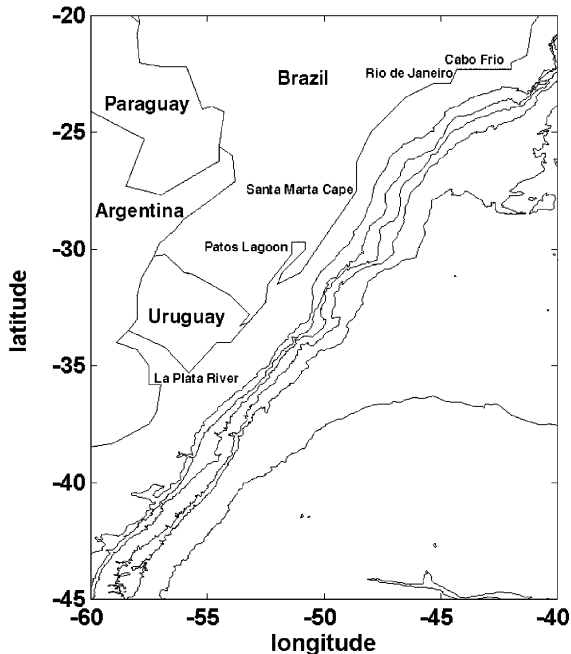 -20
Cabo Frio
Brazil
Rio de Janeiro
Paraguay
-25
Santa Marta Cape
Argentina
Patos Lagoon
-30
latitude
Uruguay
-35
La Plata River
-40
-45
-60 -55 -50 -45 -40
longitude